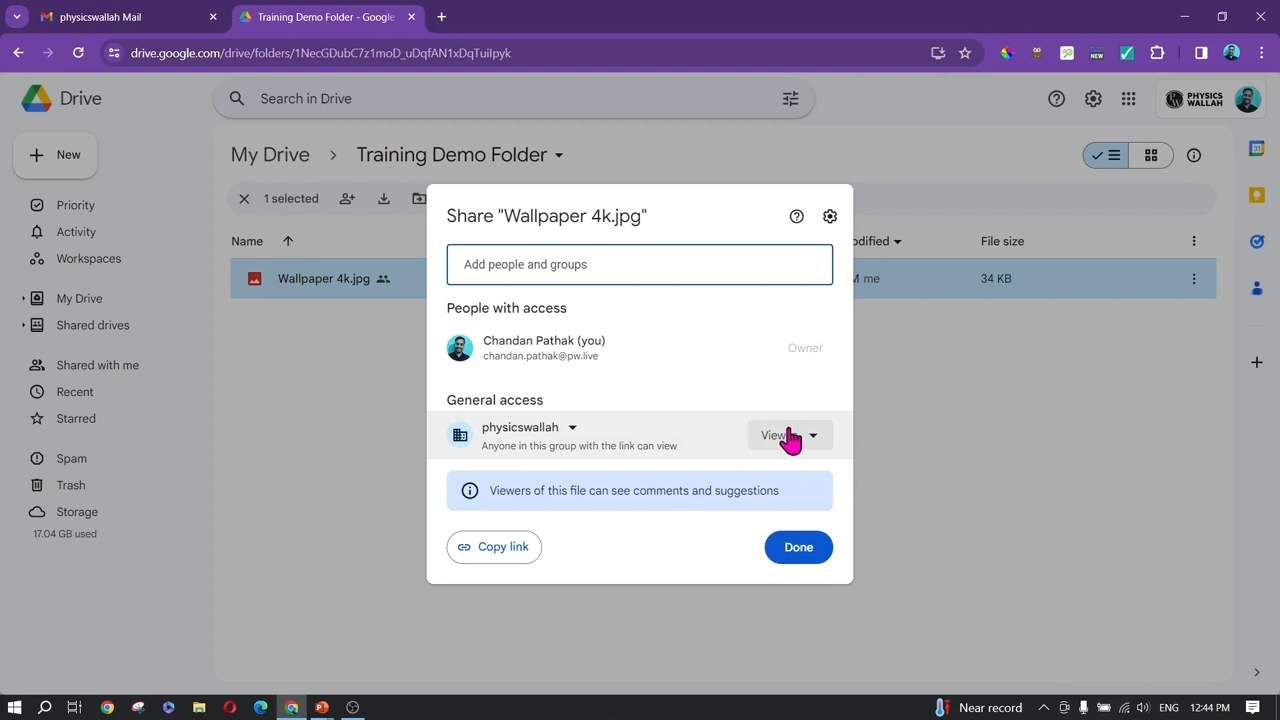 physicswallah Mail
Training Demo Folder - Google
drive.google.com/drive/folders/1NecGDubC7z1moD_uDqfAN1xDqTuiIpyk
NEW
Drive
Search in Drive
PHYSICS
WALLAH
New
My Drive
Training Demo Folder
1 selected
Priority
Activity
Workspaces
My Drive
Shared drives
Shared with me
Recent
Starred
Spam
Trash
Storage
17.04 GB used
Name
File size
Wallpaper 4k.jpg
me
34 KB
Share "Wallpaper 4k.jpg"
Add people and groups
People with access
Chandan Pathak (you)
chandan.pathak@pw.live
Owner
General access
physicswallah
Anyone in this group with the link can view
Viewers of this file can see comments and suggestions
Copy link
Done
31
Near record
ENG
12:44 PM